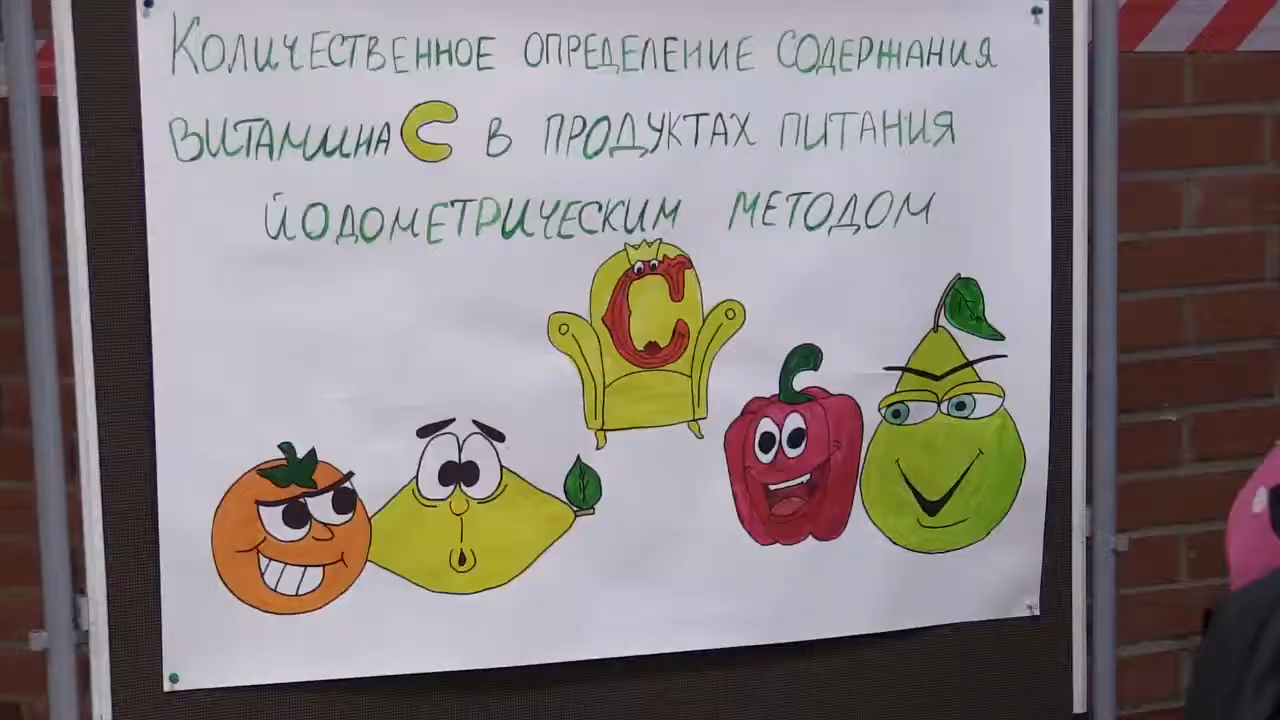 Количественное определение содержания
витамина С в продуктах питания
йодометрическим методом
С